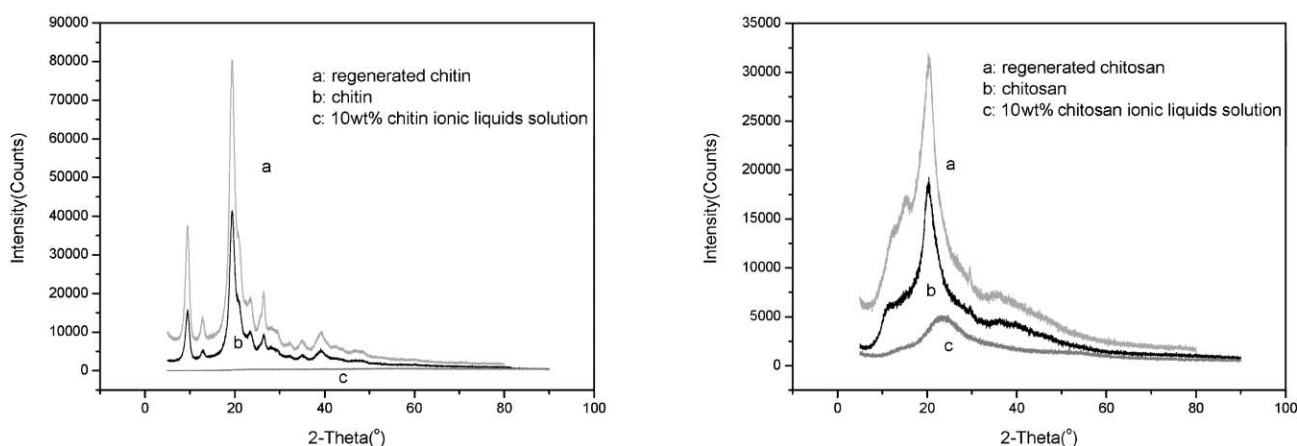 90000
80000
70000
60000
50000
40000
30000
20000
10000
0
Intensity(Counts)
a: regenerated chitin
b: chitin
c: 10wt% chitin ionic liquids solution
a
b
c
0 20 40 60 80 100
2-Theta(°)
35000
30000
25000
20000
15000
10000
5000
0
Intensity(Counts)
a: regenerated chitosan
b: chitosan
c: 10wt% chitosan ionic liquids solution
a
b
c
0 20 40 60 80 100
2-Theta(°)